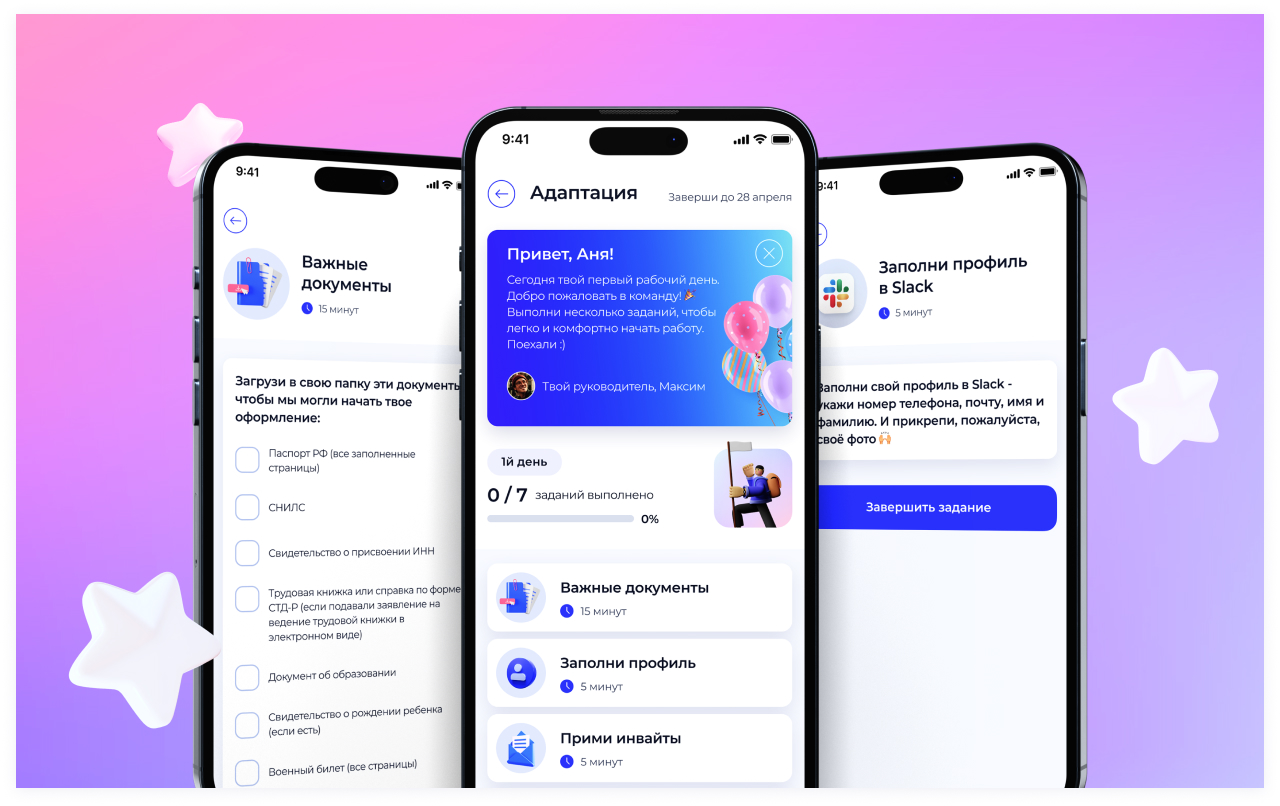 9:41
Важные
документы
15 минут
Загрузи в свою папку эти документы
чтобы мы могли начать твое
оформление:
Паспорт РФ (все заполненные
страницы)
СНИЛС
Свидетельство о присвоении ИНН
Трудовая книжка или справка по форме
СТД-Р (если подавали заявление на
ведение трудовой книжки в
электронном виде)
Документ об образовании
Свидетельство о рождении ребенка
(если есть)
Военный билет (все страницы)
9:41
Адаптация
Заверши до 28 апреля
Привет, Аня!
Сегодня твой первый рабочий день.
Добро пожаловать в команду! 🎉
Выполни несколько заданий, чтобы
легко и комфортно начать работу.
Поехали :)
Твой руководитель, Максим
1й день
0 / 7 заданий выполнено
0%
Важные документы
15 минут
Заполни профиль
5 минут
Прими инвайты
5 минут
9:41
Заполни профиль
в Slack
5 минут
Заполни свой профиль в Slack -
укажи номер телефона, почту, имя и
фамилию. И прикрепи, пожалуйста,
своё фото 🙌🏻
Завершить задание